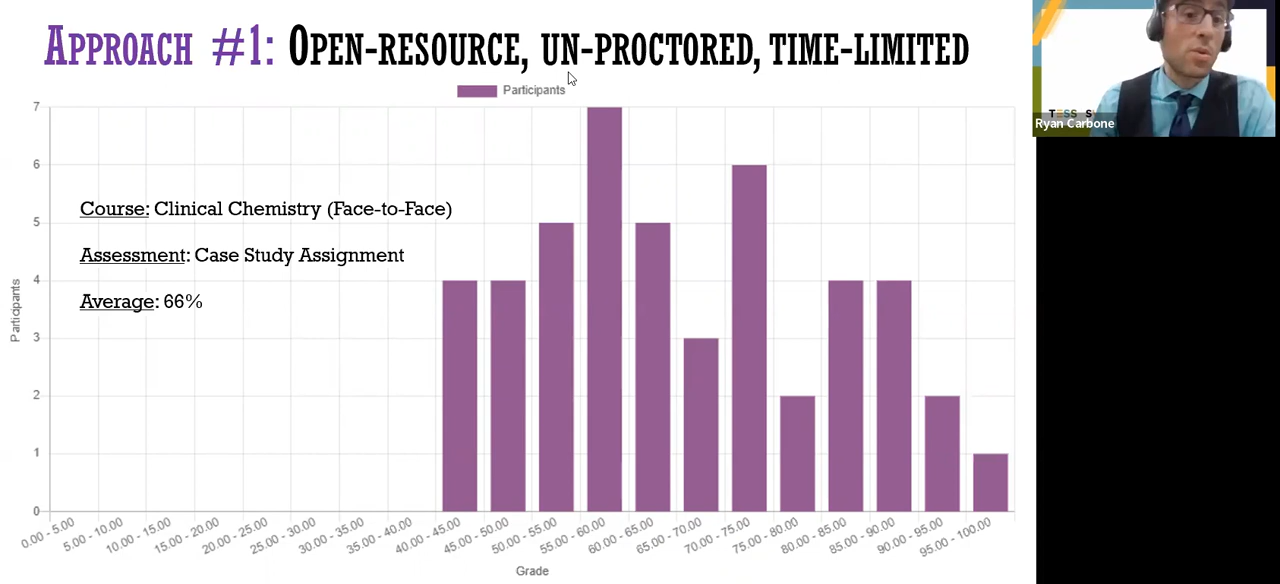 APPROACH #1: OPEN-RESOURCE, UN-PROCTORED, TIME-LIMITED
Participants
7
6
5
4
3
2
1
0
Course: Clinical Chemistry (Face-to-Face)
Assessment: Case Study Assignment
Average: 66%
Participants
0.00 - 5.00
5.00 - 10.00
10.00 - 15.00
15.00 - 20.00
20.00 - 25.00
25.00 - 30.00
30.00 - 35.00
35.00 - 40.00
40.00 - 45.00
45.00 - 50.00
50.00 - 55.00
55.00 - 60.00
60.00 - 65.00
65.00 - 70.00
70.00 - 75.00
75.00 - 80.00
80.00 - 85.00
85.00 - 90.00
90.00 - 95.00
95.00 - 100.00
Grade
TESS
Ryan Carbone